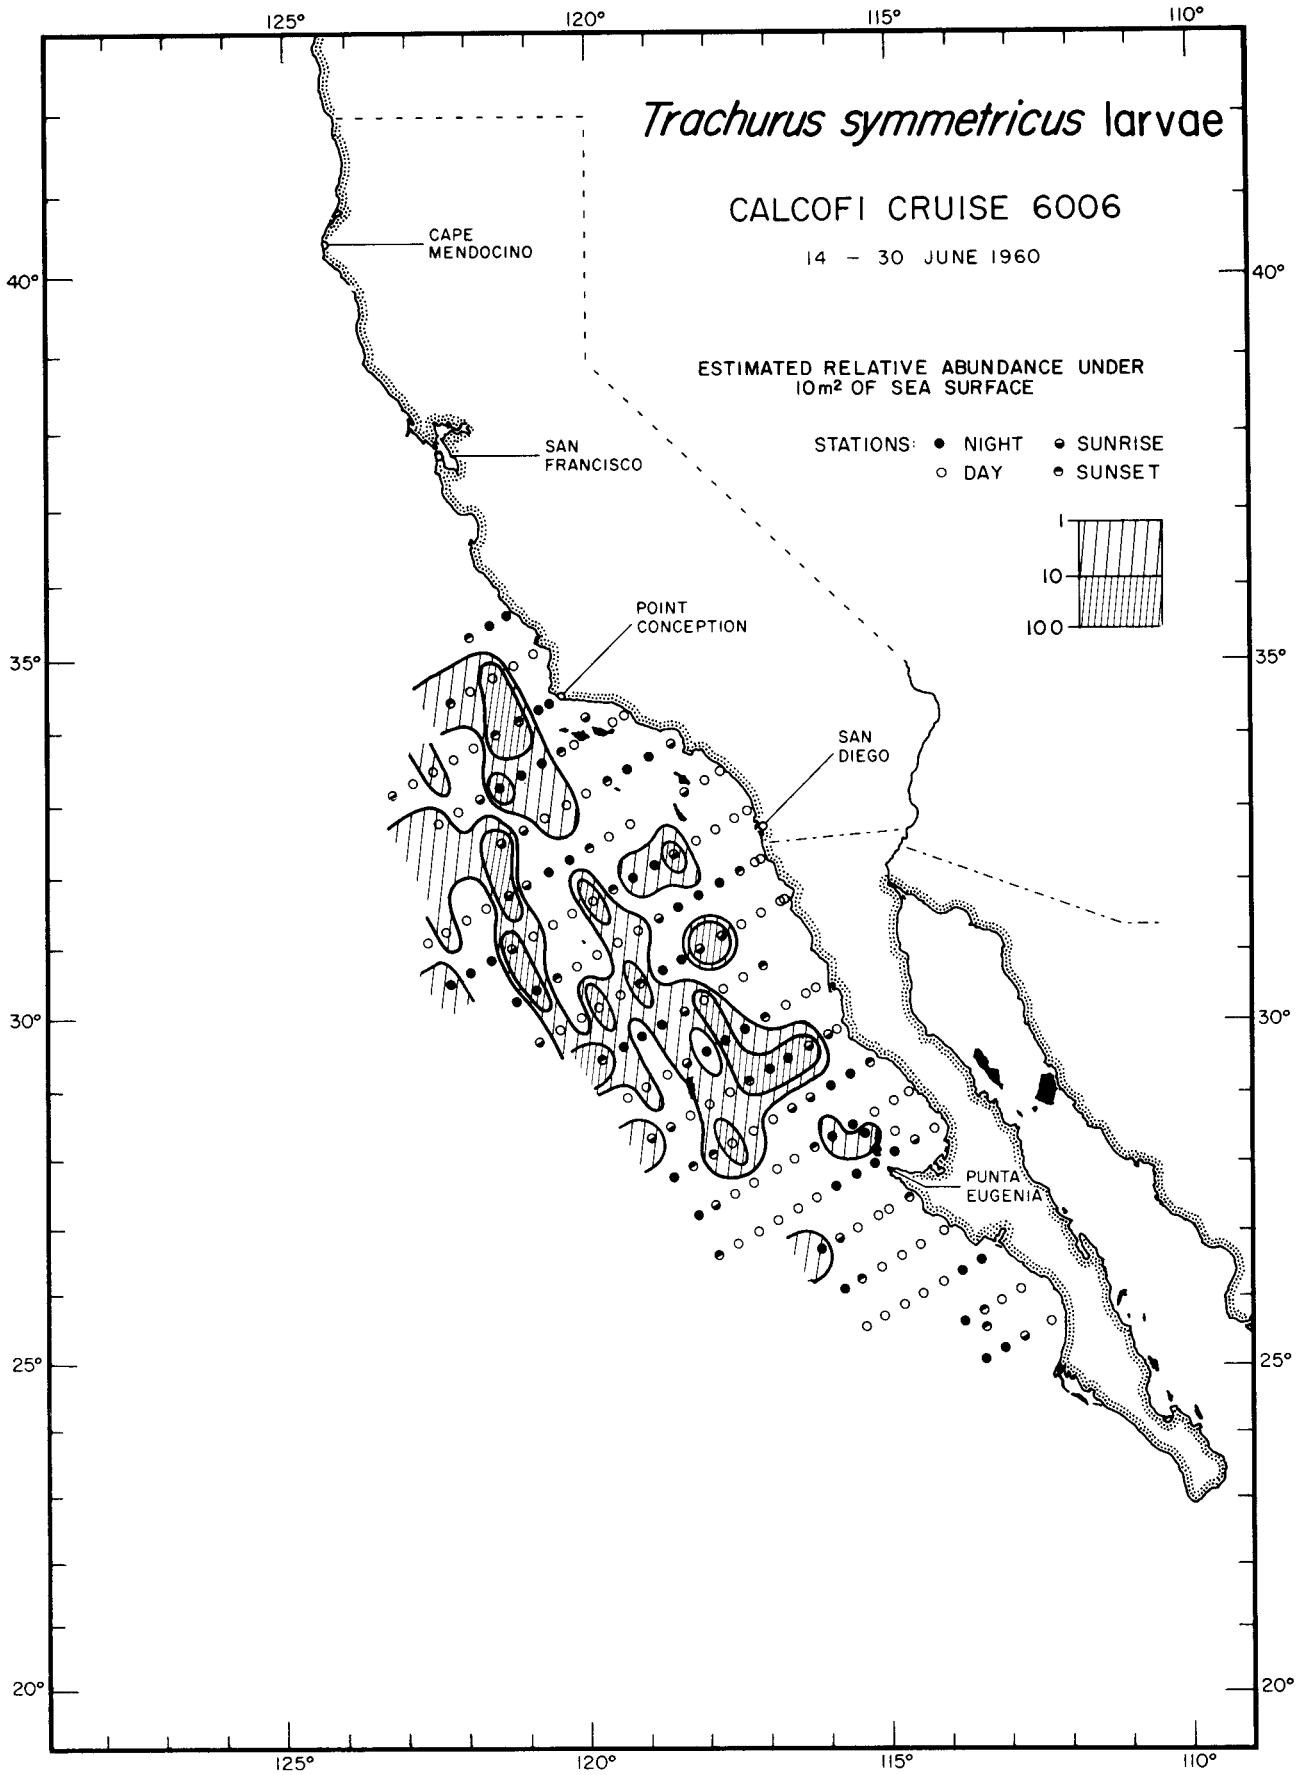 125° 120° 115° 110°
Trachurus symmetricus larvae
CALCOFI CRUISE 6006
14 – 30 JUNE 1960
CAPE
MENDOCINO
40° 40°
ESTIMATED RELATIVE ABUNDANCE UNDER
10m² OF SEA SURFACE
STATIONS: NIGHT SUNRISE
DAY SUNSET
SAN
FRANCISCO
1
10
100
POINT
CONCEPTION
35° 35°
SAN
DIEGO
30° 30°
PUNTA
EUGENIA
25° 25°
20° 20°
125° 120° 115° 110°